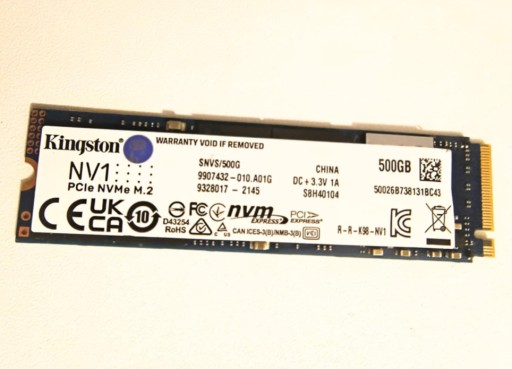 Kingston
WARRANTY VOID IF REMOVED
NV1
PCIe NVMe M.2
SNVS/500G
9907432-010.A01G
9328017 - 2145
CHINA
DC + 3.3V 1A
S8H40104
500GB
50026B738131BC43
CE
UK
CA
10
D43254
RoHS
FC
nvm
EXPRESS
PCI
EXPRESS
CAN ICES-3(B)/NMB-3(B)
R-R-K98-NV1